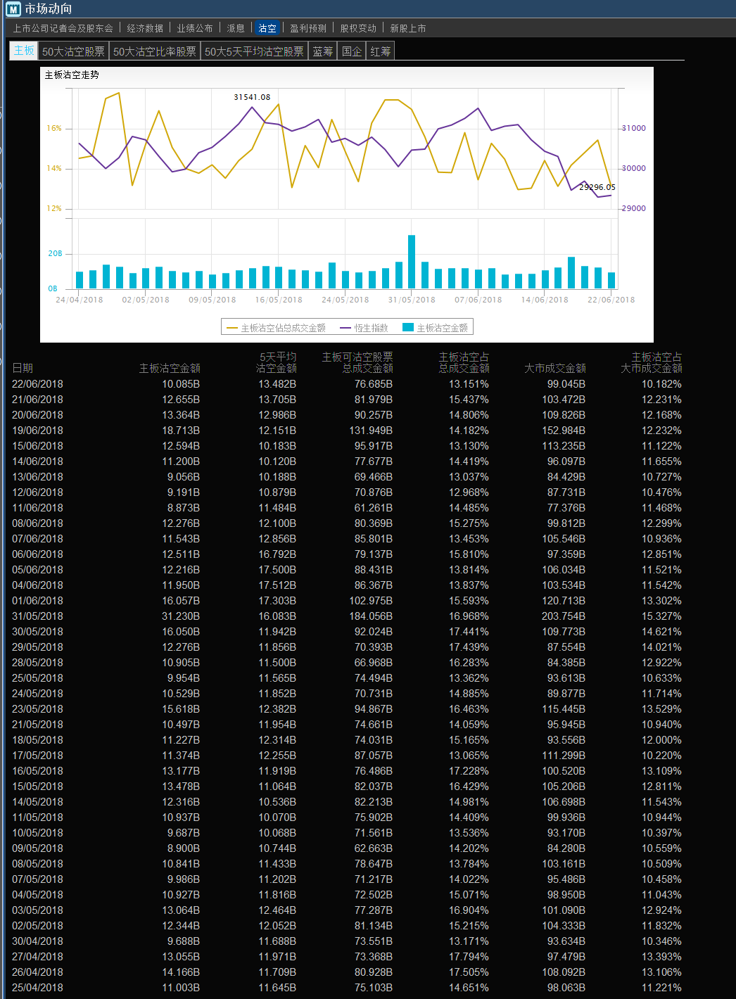 市场动向
上市公司记者会及股东会 | 经济数据 | 业绩公布 | 派息 | 沽空 | 盈利预测 | 股权变动 | 新股上市
主板 50大沽空股票 50大沽空比率股票 50大5天平均沽空股票 蓝筹 国企 红筹
主板沽空走势
31541.08
16% 31000
14% 30000
29296.05
12% 29000
20B
0B
24/04/2018 02/05/2018 09/05/2018 16/05/2018 24/05/2018 31/05/2018 07/06/2018 14/06/2018 22/06/2018
主板沽空佔总成交金额 恆生指数 主板沽空金额
5天平均 主板可沽空股票 主板沽空占 主板沽空占
日期 主板沽空金额 沽空金额 总成交金额 总成交金额 大市成交金额 大市成交金额
22/06/2018 10.085B 13.482B 76.685B 13.151% 99.045B 10.182%
21/06/2018 12.655B 13.705B 81.979B 15.437% 103.472B 12.231%
20/06/2018 13.364B 12.986B 90.257B 14.806% 109.826B 12.168%
19/06/2018 18.713B 12.151B 131.949B 14.182% 152.984B 12.232%
15/06/2018 12.594B 10.183B 95.917B 13.130% 113.235B 11.122%
14/06/2018 11.200B 10.120B 77.677B 14.419% 96.097B 11.655%
13/06/2018 9.056B 10.188B 69.466B 13.037% 84.429B 10.727%
12/06/2018 9.191B 10.879B 70.876B 12.968% 87.731B 10.476%
11/06/2018 8.873B 11.484B 61.261B 14.485% 77.376B 11.468%
08/06/2018 12.276B 12.100B 80.369B 15.275% 99.812B 12.299%
07/06/2018 11.543B 12.856B 85.801B 13.453% 105.546B 10.936%
06/06/2018 12.511B 16.792B 79.137B 15.810% 97.359B 12.851%
05/06/2018 12.216B 17.500B 88.431B 13.814% 106.034B 11.521%
04/06/2018 11.950B 17.512B 86.367B 13.837% 103.534B 11.542%
01/06/2018 16.057B 17.303B 102.975B 15.593% 120.713B 13.302%
31/05/2018 31.230B 16.083B 184.056B 16.968% 203.754B 15.327%
30/05/2018 16.050B 11.942B 92.024B 17.441% 109.773B 14.621%
29/05/2018 12.276B 11.856B 70.393B 17.439% 87.554B 14.021%
28/05/2018 10.905B 11.500B 66.968B 16.283% 84.385B 12.922%
25/05/2018 9.954B 11.565B 74.494B 13.362% 93.613B 10.633%
24/05/2018 10.529B 11.852B 70.731B 14.885% 89.877B 11.714%
23/05/2018 15.618B 12.382B 94.867B 16.463% 115.445B 13.529%
21/05/2018 10.497B 11.954B 74.661B 14.059% 95.945B 10.940%
18/05/2018 11.227B 12.314B 74.031B 15.165% 93.556B 12.000%
17/05/2018 11.374B 12.255B 87.057B 13.065% 111.299B 10.220%
16/05/2018 13.177B 11.919B 76.486B 17.228% 100.520B 13.109%
15/05/2018 13.478B 11.064B 82.037B 16.429% 105.206B 12.811%
14/05/2018 12.316B 10.536B 82.213B 14.981% 106.698B 11.543%
11/05/2018 10.937B 10.070B 75.902B 14.409% 99.936B 10.944%
10/05/2018 9.687B 10.068B 71.561B 13.536% 93.170B 10.397%
09/05/2018 8.900B 10.744B 62.663B 14.202% 84.280B 10.559%
08/05/2018 10.841B 11.433B 78.647B 13.784% 103.161B 10.509%
07/05/2018 9.986B 11.202B 71.217B 14.022% 95.486B 10.458%
04/05/2018 10.927B 11.816B 72.502B 15.071% 98.950B 11.043%
03/05/2018 13.064B 12.464B 77.287B 16.904% 101.090B 12.924%
02/05/2018 12.344B 12.052B 81.134B 15.215% 104.333B 11.832%
30/04/2018 9.688B 11.688B 73.551B 13.171% 93.634B 10.346%
27/04/2018 13.055B 11.971B 73.368B 17.794% 97.479B 13.393%
26/04/2018 14.166B 11.709B 80.928B 17.505% 108.092B 13.106%
25/04/2018 11.003B 11.645B 75.103B 14.651% 98.063B 11.221%